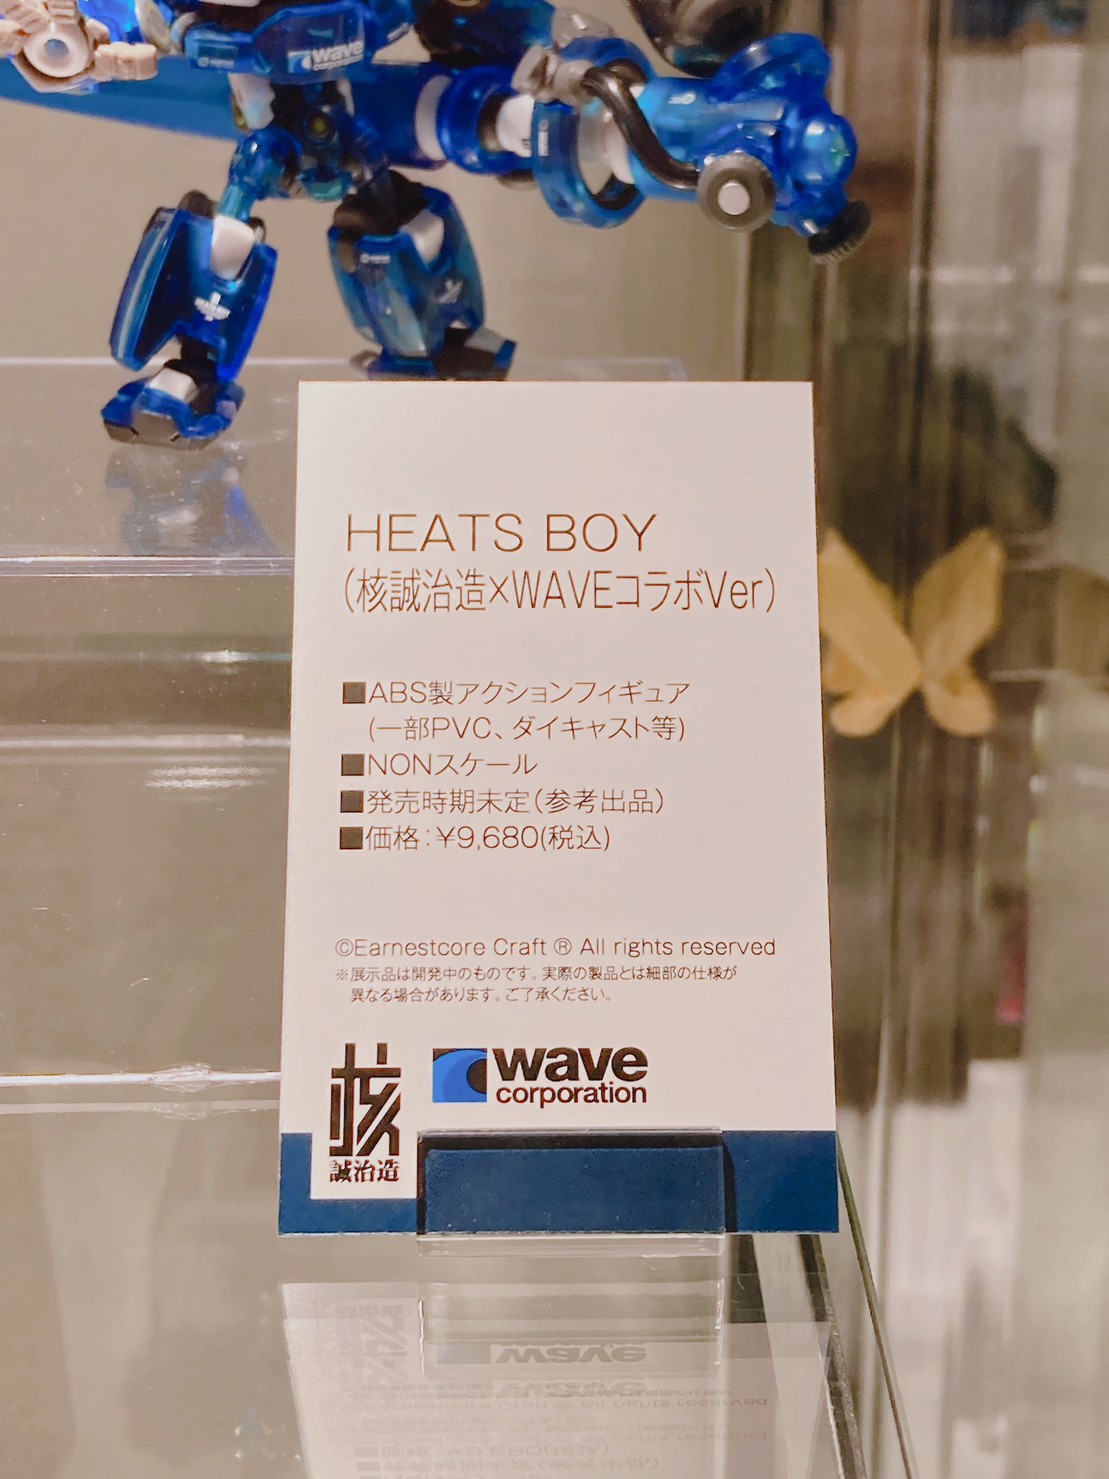 wave
corporation
HEATS BOY
(核誠治造×WAVEコラボVer)
■ABS製アクションフィギュア
(一部PVC、ダイキャスト等)
■NONスケール
■発売時期未定(参考出品)
■価格:¥9,680(税込)
©Earnestcore Craft ® All rights reserved
※展示品は開発中のものです。実際の製品とは細部の仕様が
異なる場合があります。ご了承ください。
核
誠治造
wave
corporation